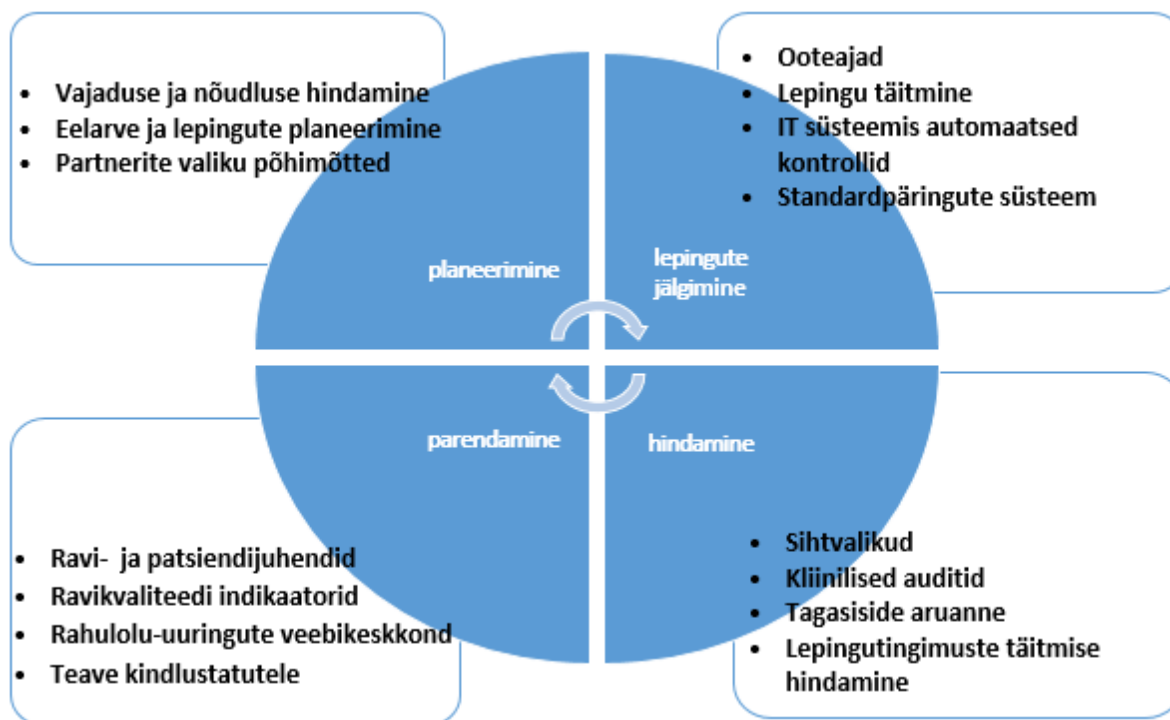 • Vajaduse ja nõudluse hindamine
• Eelarve ja lepingute planeerimine
• Partnerite valiku põhimõtted
• Ooteajad
• Lepingu täitmine
• IT süsteemis automaatsed
kontrollid
• Standardpäringute süsteem
planeerimine
lepingute
jälgimine
parendamine
hindamine
• Ravi- ja patsiendijuhendid
• Ravikvaliteedi indikaatorid
• Rahulolu-uuringute veebikeskkond
• Teave kindlustatutele
• Sihtvalikud
• Kliinilised auditid
• Tagasiside aruanne
• Lepingutingimuste täitmise
hindamine